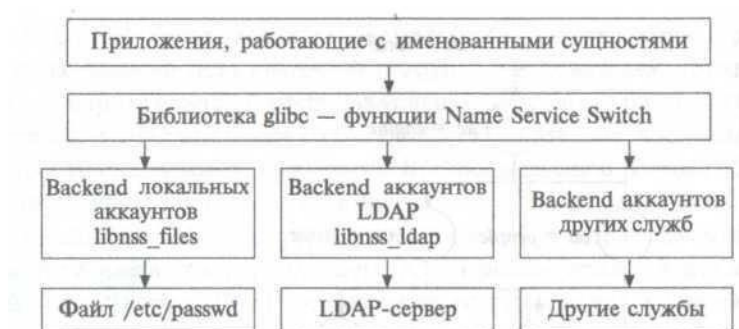 Приложения, работающие с именованными сущностями
Библиотека glibc — функции Name Service Switch
Backend локальных
аккаунтов
libnss_files
Backend аккаунтов
LDAP
libnss_ldap
Backend аккаунтов
других служб
Файл /etc/passwd
LDAP-сервер
Другие службы